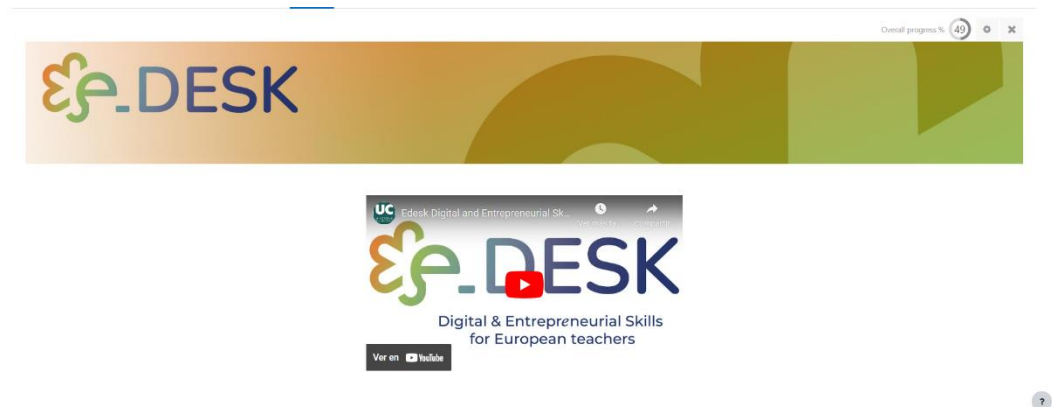 Overall progress % 49
e_DESK
UC Edesk Digital and Entrepreneurial Sk...
e_DESK
Digital & Entrepreneurial Skills
for European teachers
Ver en YouTube
?